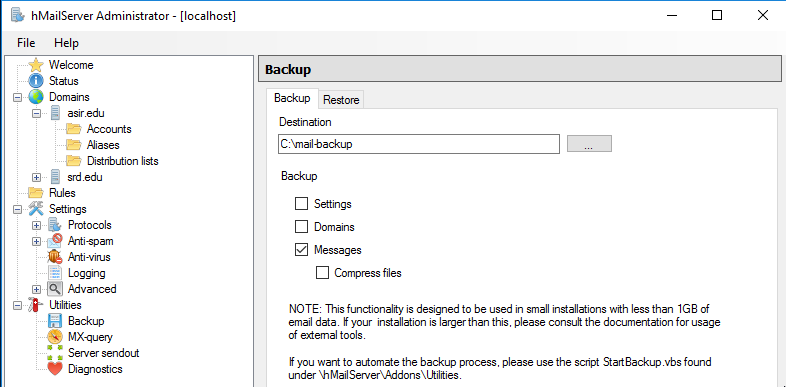 hMailServer Administrator - [localhost]
File Help
Welcome
Status
Domains
asir.edu
Accounts
Aliases
Distribution lists
srd.edu
Rules
Settings
Protocols
Anti-spam
Anti-virus
Logging
Advanced
Utilities
Backup
MX-query
Server sendout
Diagnostics
Backup
Backup Restore
Destination
C:\mail-backup ...
Backup
Settings
Domains
Messages
Compress files
NOTE: This functionality is designed to be used in small installations with less than 1GB of
email data. If your installation is larger than this, please consult the documentation for usage
of external tools.
If you want to automate the backup process, please use the script StartBackup.vbs found
under \hMailServer\Addons\Utilities.